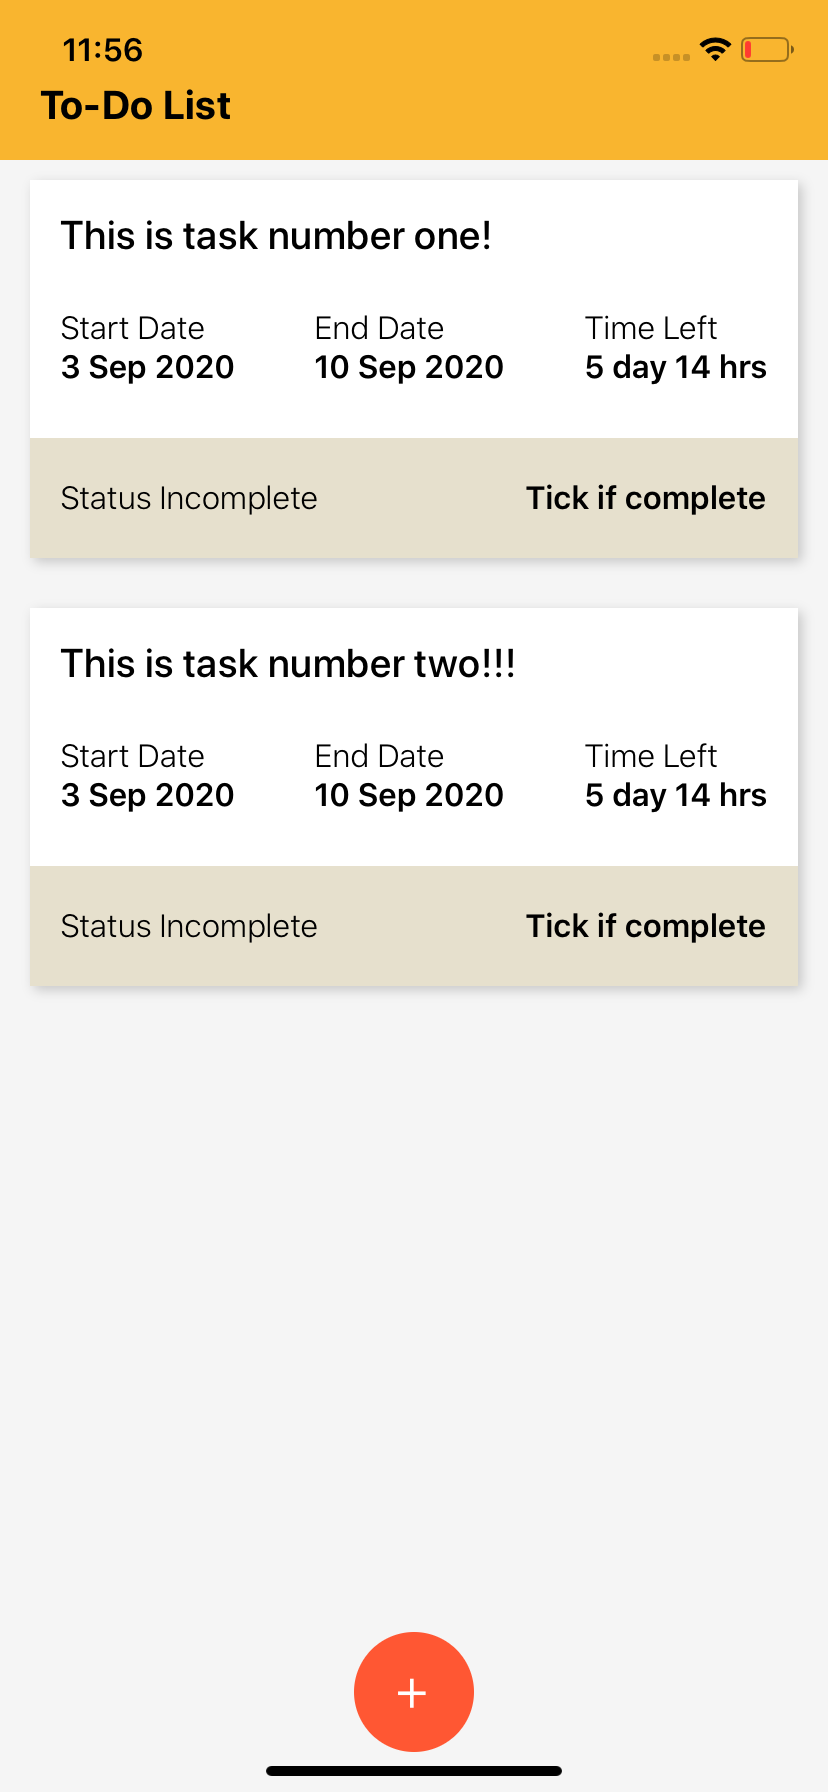 11:56
To-Do List
This is task number one!
Start Date End Date Time Left
3 Sep 2020 10 Sep 2020 5 day 14 hrs
Status Incomplete Tick if complete
This is task number two!!!
Start Date End Date Time Left
3 Sep 2020 10 Sep 2020 5 day 14 hrs
Status Incomplete Tick if complete
+